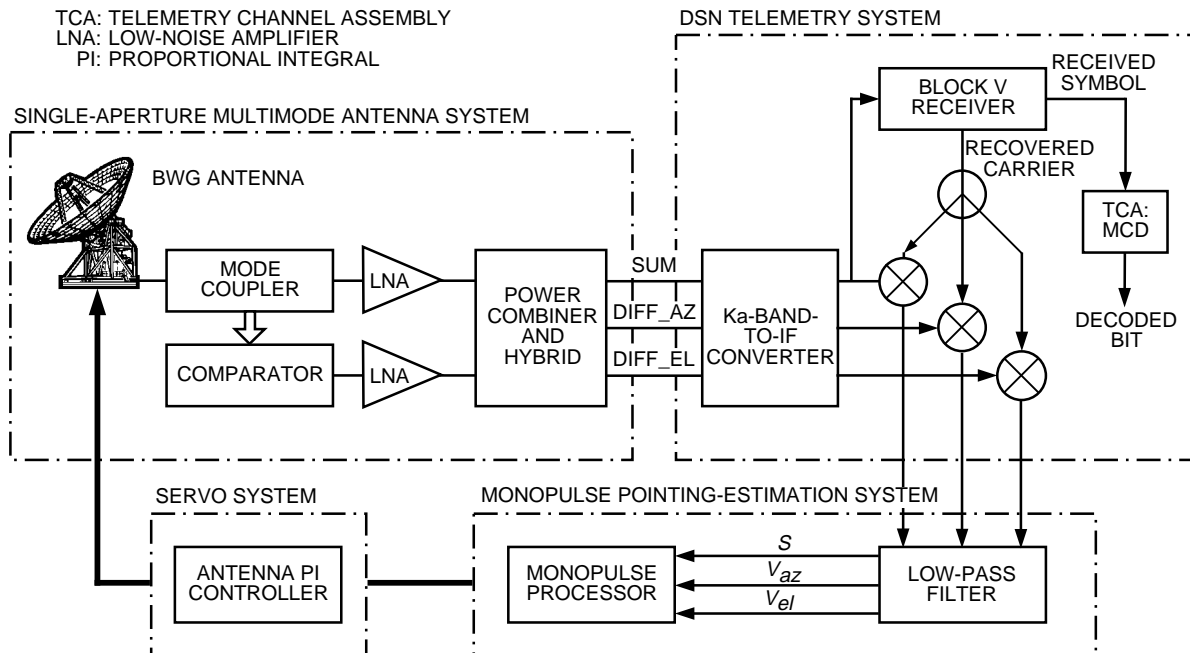 TCA: TELEMETRY CHANNEL ASSEMBLY
LNA: LOW-NOISE AMPLIFIER
PI: PROPORTIONAL INTEGRAL
DSN TELEMETRY SYSTEM
BLOCK V
RECEIVER
RECEIVED
SYMBOL
RECOVERED
CARRIER
TCA:
MCD
DECODED
BIT
SINGLE-APERTURE MULTIMODE ANTENNA SYSTEM
BWG ANTENNA
MODE
COUPLER
LNA
COMPARATOR
LNA
POWER
COMBINER
AND
HYBRID
SUM
DIFF_AZ
DIFF_EL
Ka-BAND-
TO-IF
CONVERTER
SERVO SYSTEM
ANTENNA PI
CONTROLLER
MONOPULSE POINTING-ESTIMATION SYSTEM
MONOPULSE
PROCESSOR
S
Vaz
Vel
LOW-PASS
FILTER